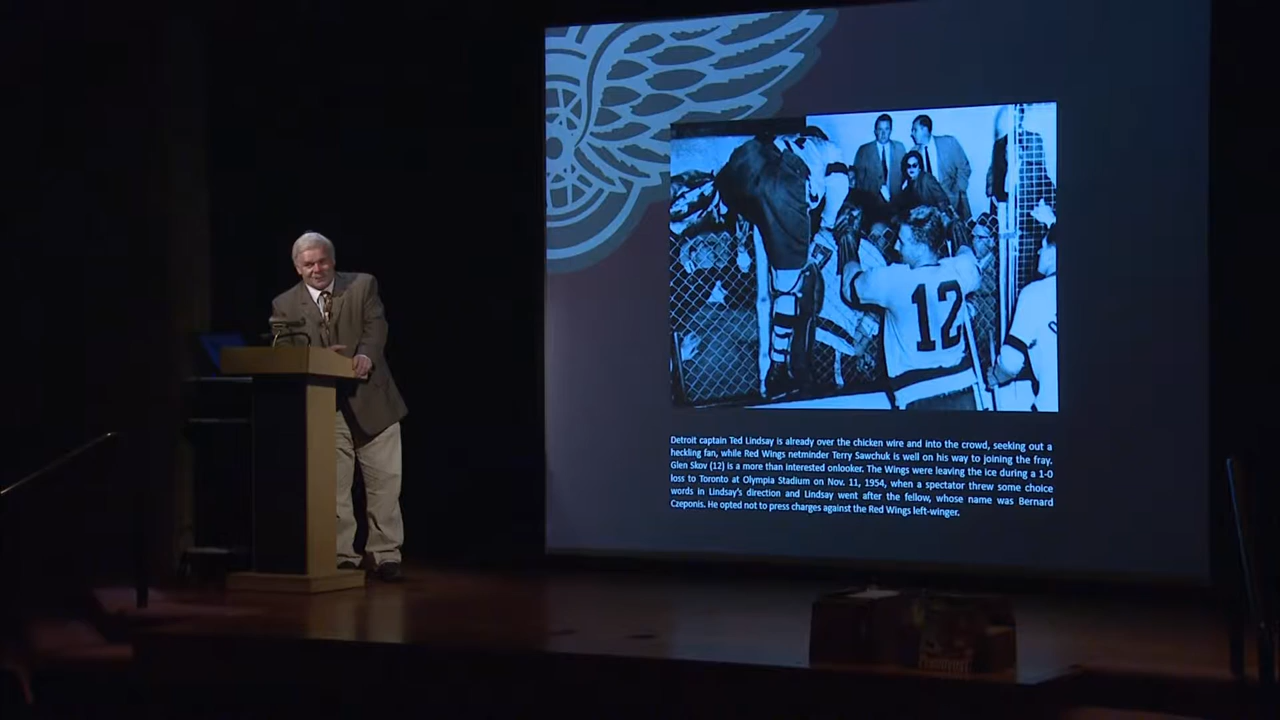 12
Detroit captain Ted Lindsay is already over the chicken wire and into the crowd, seeking out a
heckling fan, while Red Wings netminder Terry Sawchuk is well on his way to joining the fray.
Glen Skov (12) is a more than interested onlooker. The Wings were leaving the ice during a 1-0
loss to Toronto at Olympia Stadium on Nov. 11, 1954, when a spectator threw some choice
words in Lindsay's direction and Lindsay went after the fellow, whose name was Bernard
Czeponis. He opted not to press charges against the Red Wings left-winger.